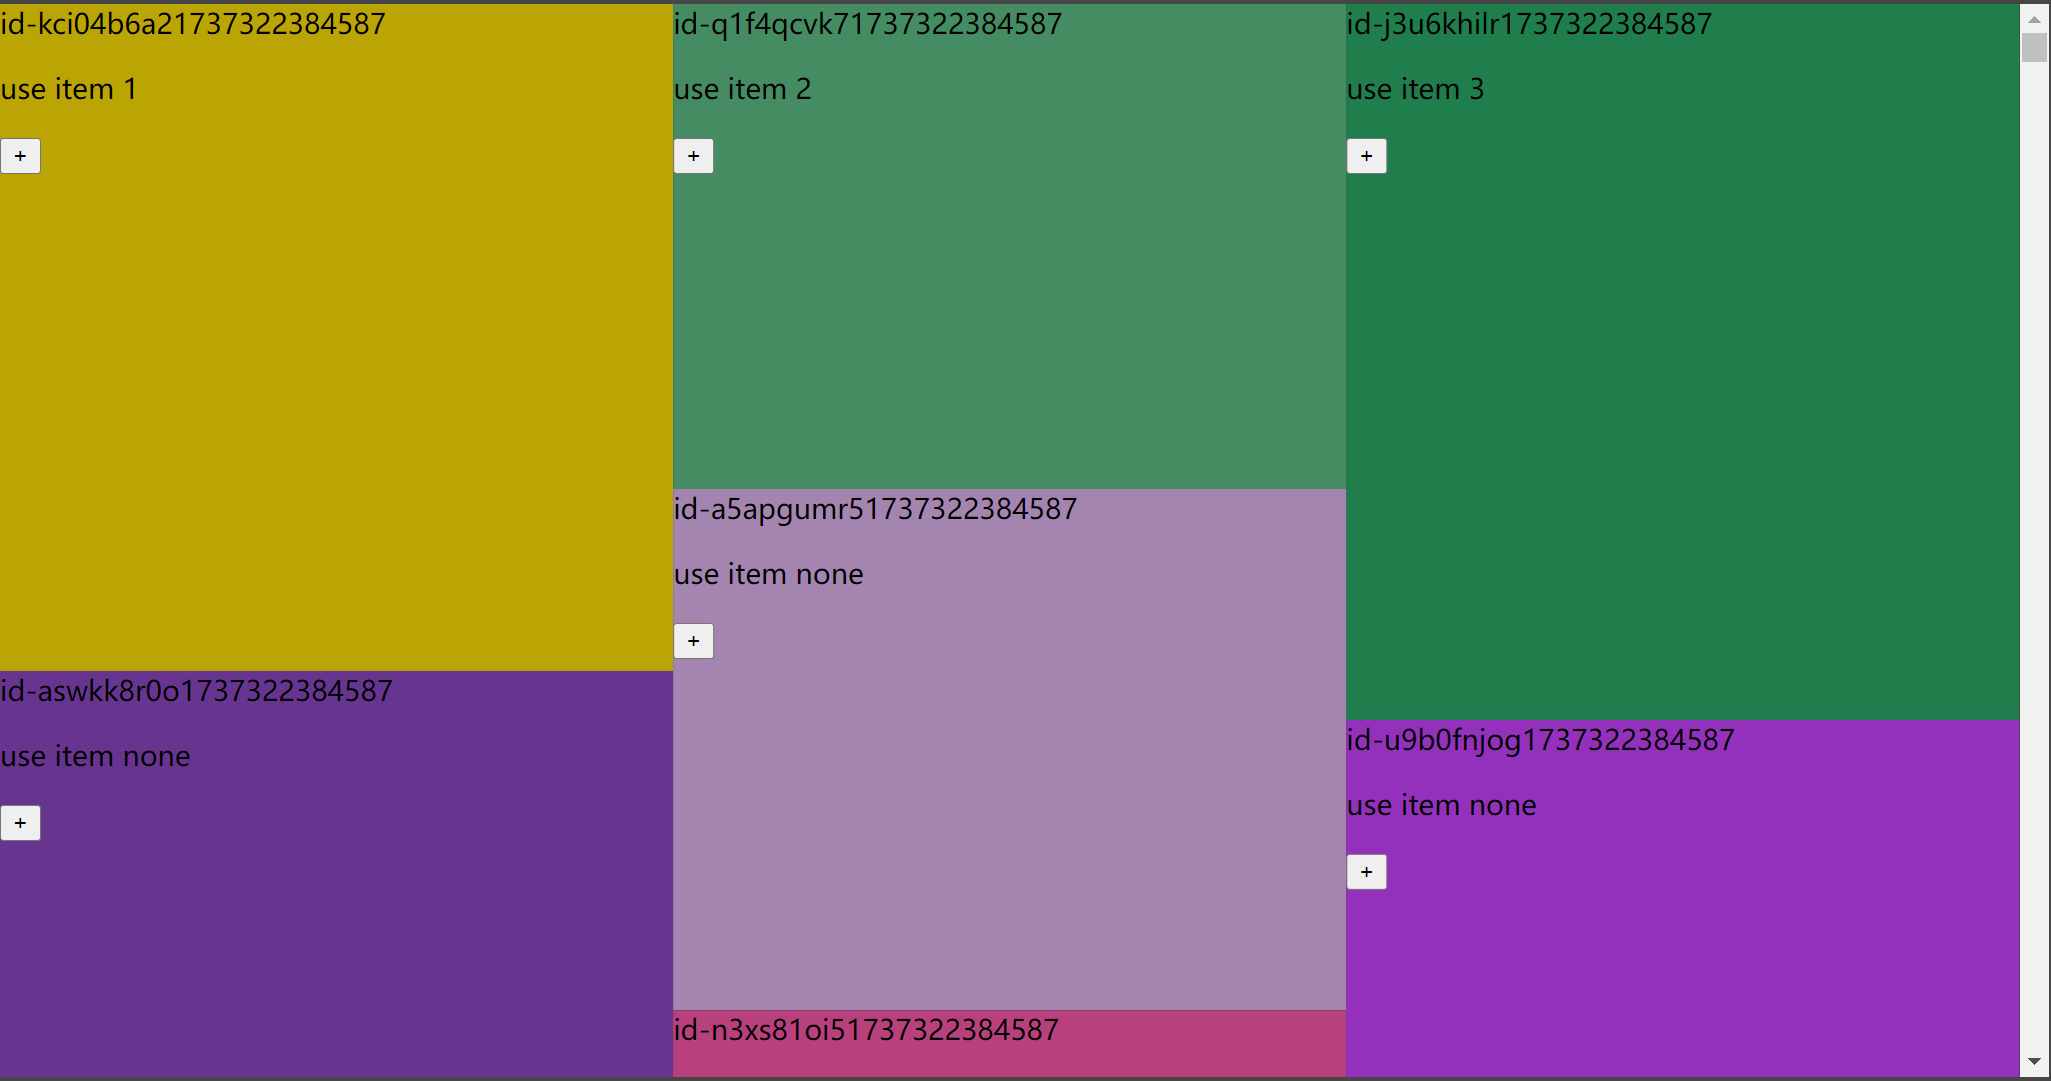 id-kci04b6a21737322384587
use item 1
+
id-aswkk8r0o1737322384587
use item none
+
id-q1f4qcvk71737322384587
use item 2
+
id-a5apgumr51737322384587
use item none
+
id-n3xs81oi51737322384587
id-j3u6khilr1737322384587
use item 3
+
id-u9b0fnjog1737322384587
use item none
+